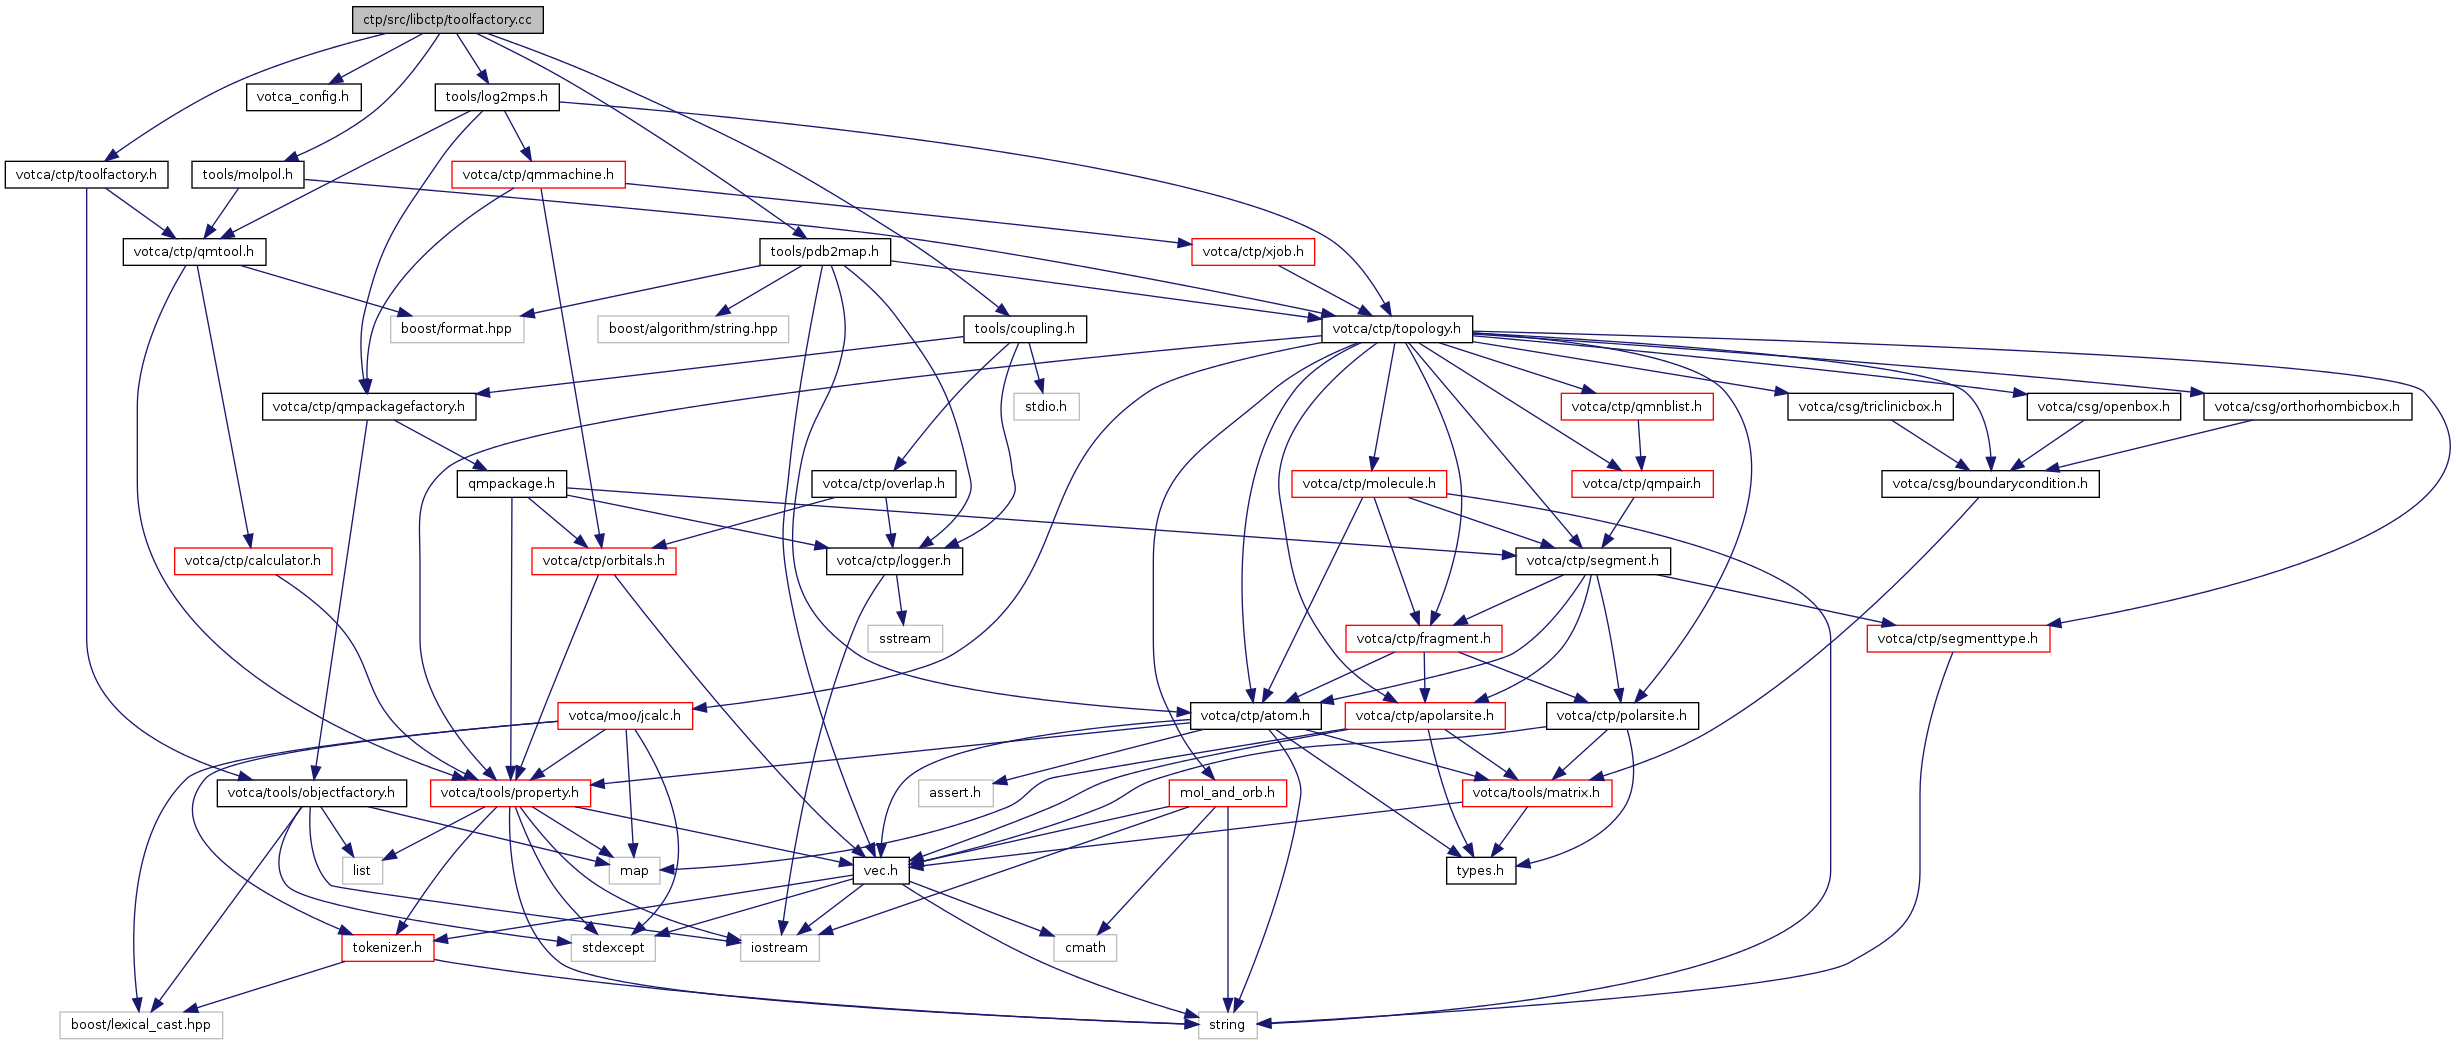 ctp/src/libctp/toolfactory.cc
votca_config.h
tools/log2mps.h
votca/ctp/toolfactory.h
tools/molpol.h
votca/ctp/qmmachine.h
votca/ctp/qmtool.h
tools/pdb2map.h
votca/ctp/xjob.h
boost/format.hpp
boost/algorithm/string.hpp
tools/coupling.h
votca/ctp/topology.h
votca/ctp/qmpackagefactory.h
stdio.h
votca/ctp/qmnblist.h
votca/csg/triclinicbox.h
votca/csg/openbox.h
votca/csg/orthorhombicbox.h
qmpackage.h
votca/ctp/overlap.h
votca/ctp/molecule.h
votca/ctp/qmpair.h
votca/csg/boundarycondition.h
votca/ctp/calculator.h
votca/ctp/orbitals.h
votca/ctp/logger.h
votca/ctp/segment.h
sstream
votca/ctp/fragment.h
votca/ctp/segmenttype.h
votca/moo/jcalc.h
votca/ctp/atom.h
votca/ctp/apolarsite.h
votca/ctp/polarsite.h
votca/tools/objectfactory.h
votca/tools/property.h
assert.h
mol_and_orb.h
votca/tools/matrix.h
list
map
vec.h
types.h
tokenizer.h
stdexcept
iostream
cmath
boost/lexical_cast.hpp
string